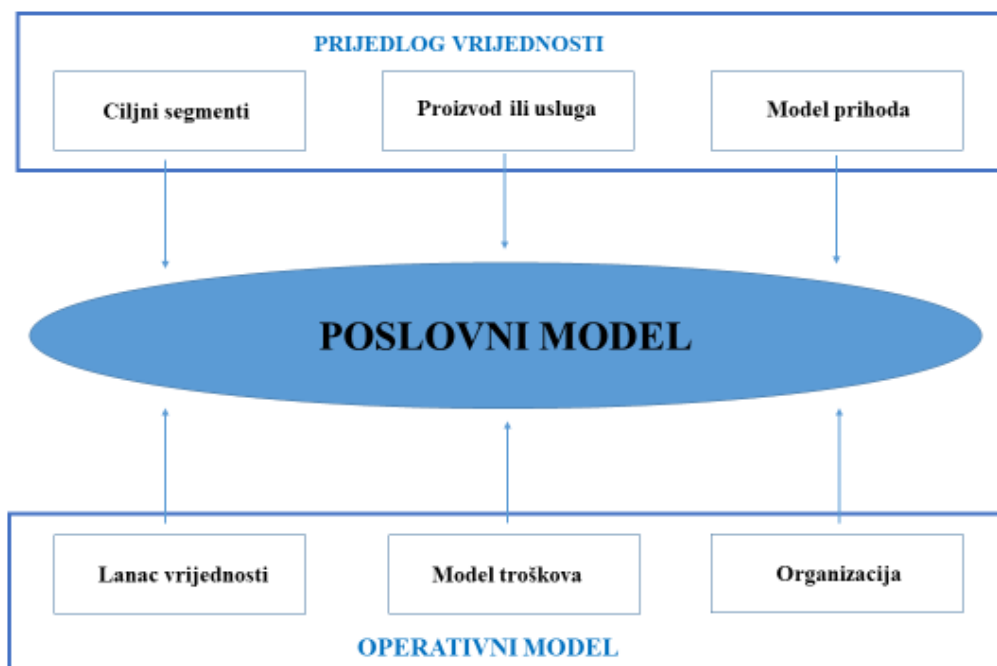 PRIJEDLOG VRIJEDNOSTI
Ciljni segmenti
Proizvod ili usluga
Model prihoda
POSLOVNI MODEL
Lanac vrijednosti
Model troškova
Organizacija
OPERATIVNI MODEL